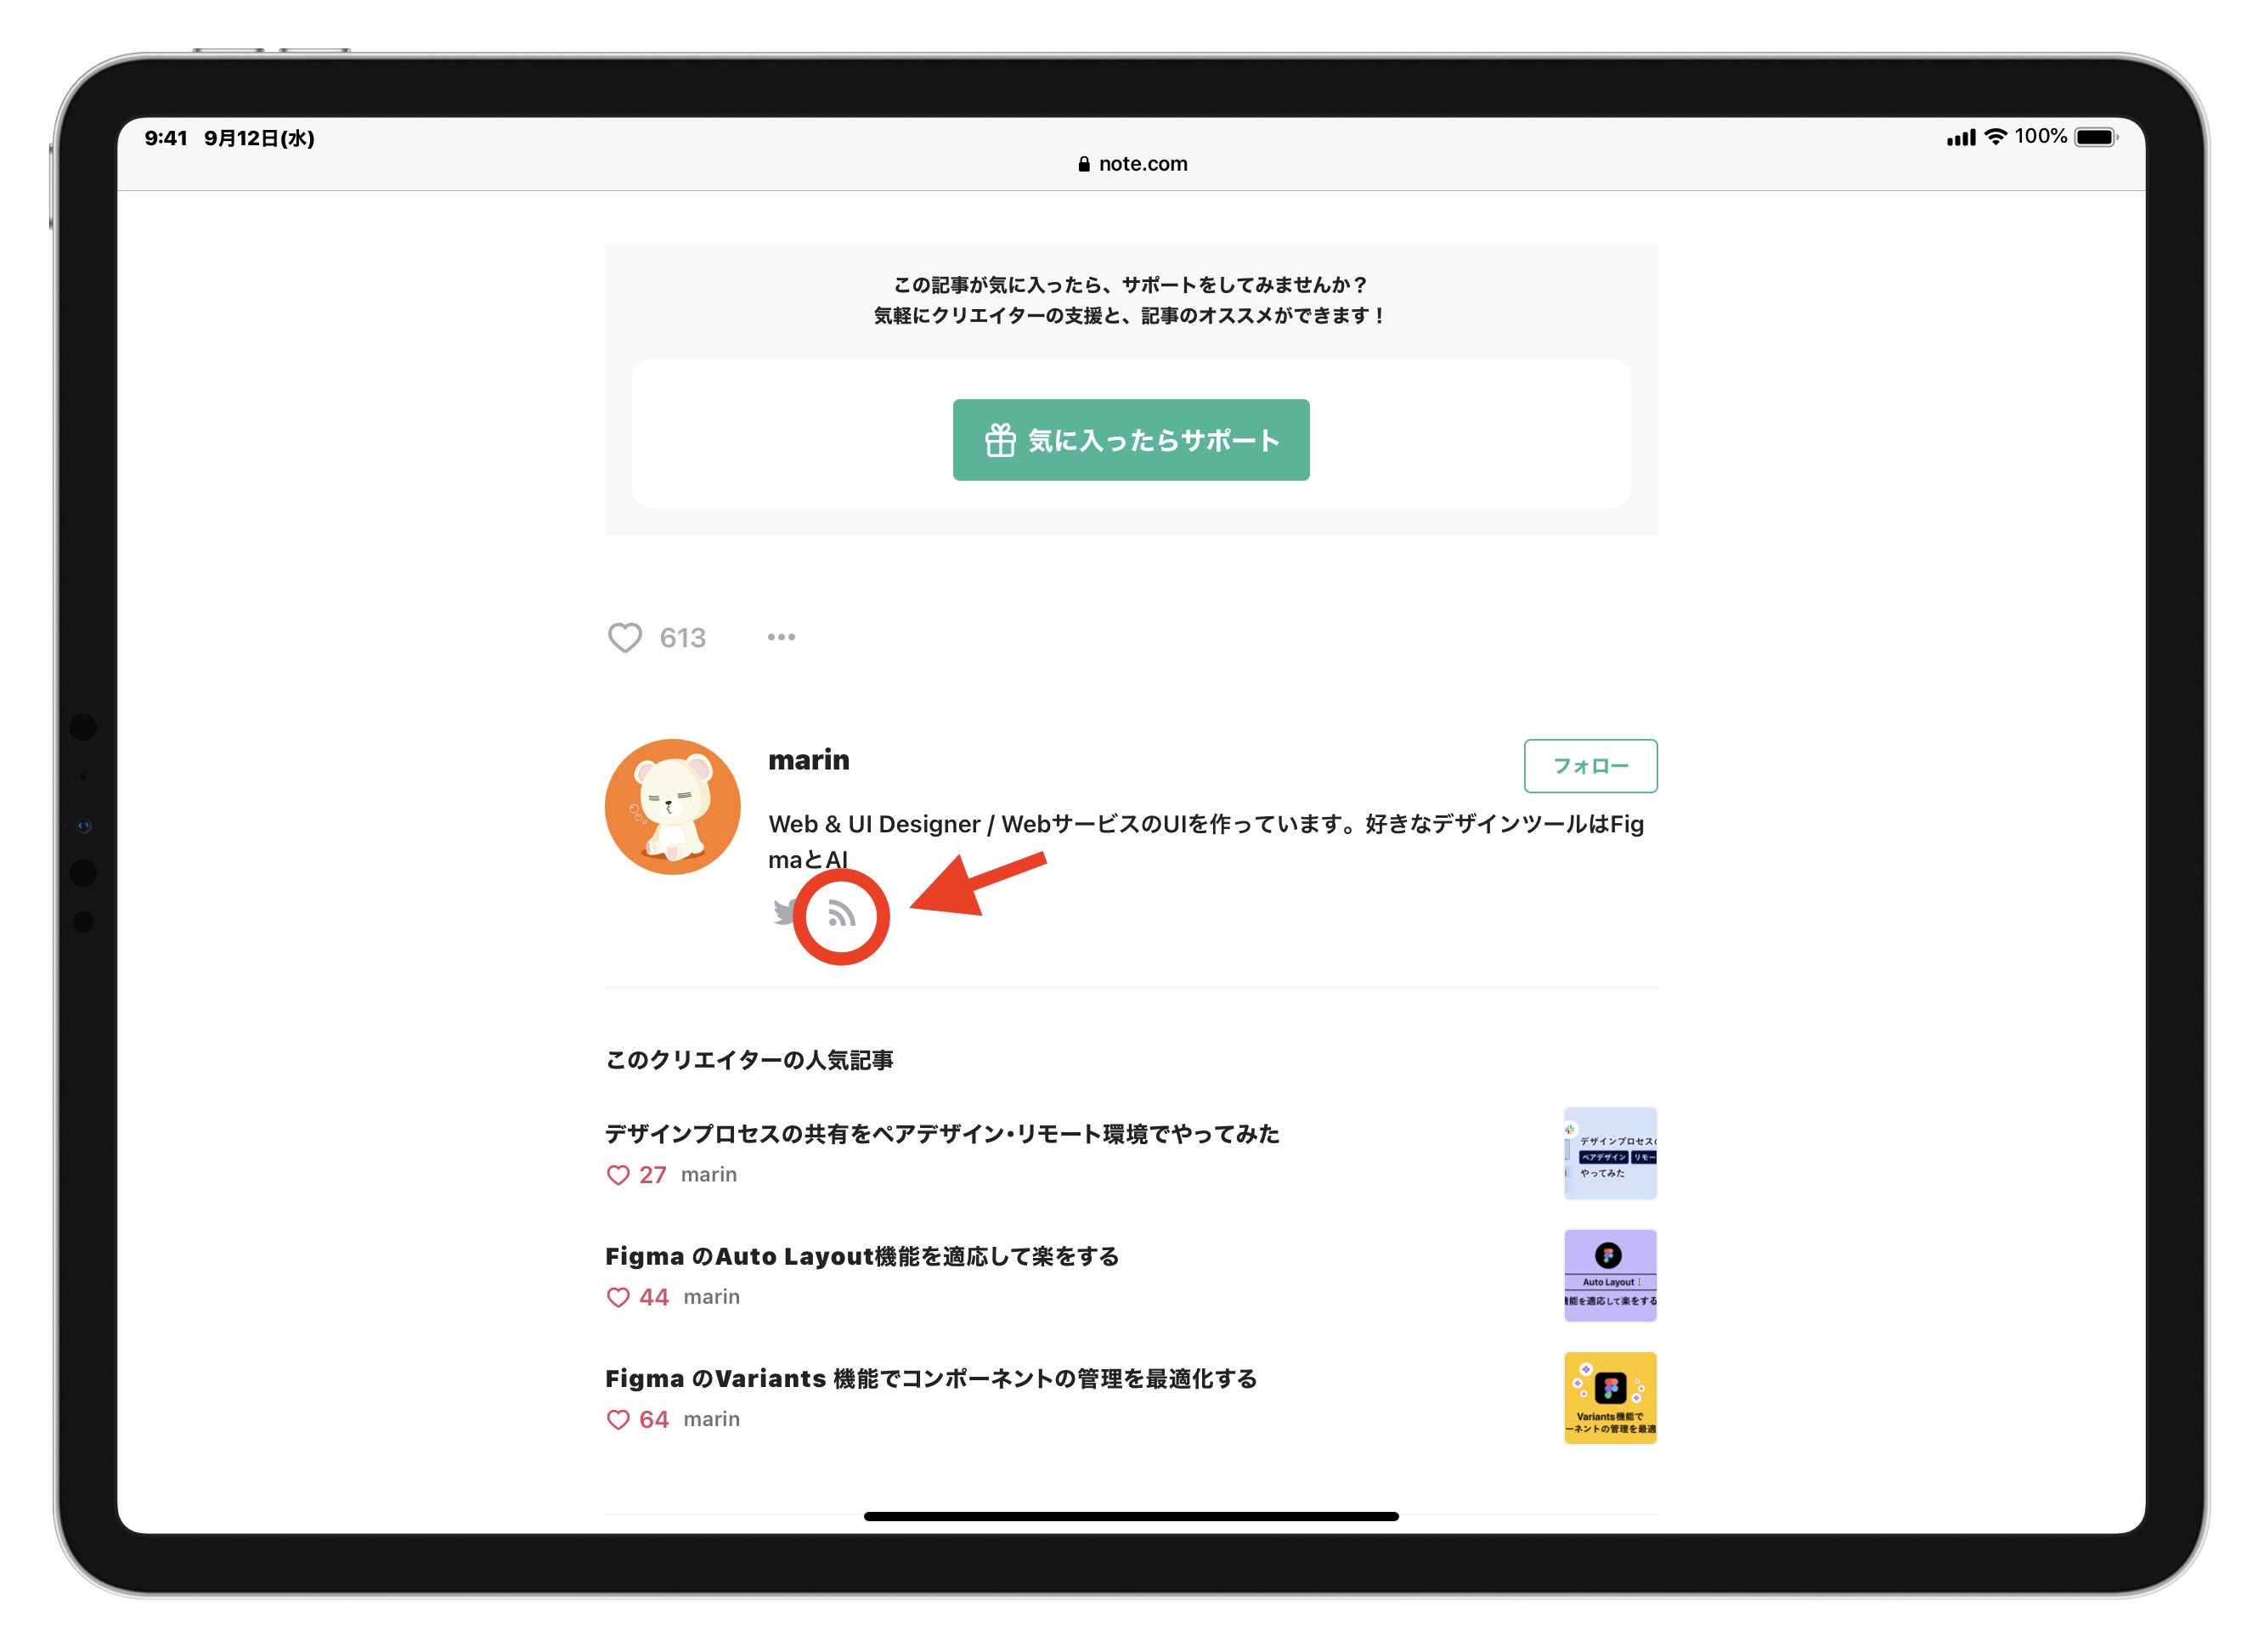 9:41 9月12日(水)
100%
note.com
この記事が気に入ったら、サポートをしてみませんか？
気軽にクリエイターの支援と、記事のオススメができます！
気に入ったらサポート
613
marin
フォロー
Web & UI Designer / WebサービスのUIを作っています。好きなデザインツールはFig
maとAI
このクリエイターの人気記事
デザインプロセスの共有をペアデザイン・リモート環境でやってみた
27 marin
デザインプロセス
ペアデザイン リモー
やってみた
Figma のAuto Layout機能を適応して楽をする
44 marin
Auto Layout
機能を適応して楽をする
Figma のVariants 機能でコンポーネントの管理を最適化する
64 marin
Variants機能で
ーネントの管理を最適